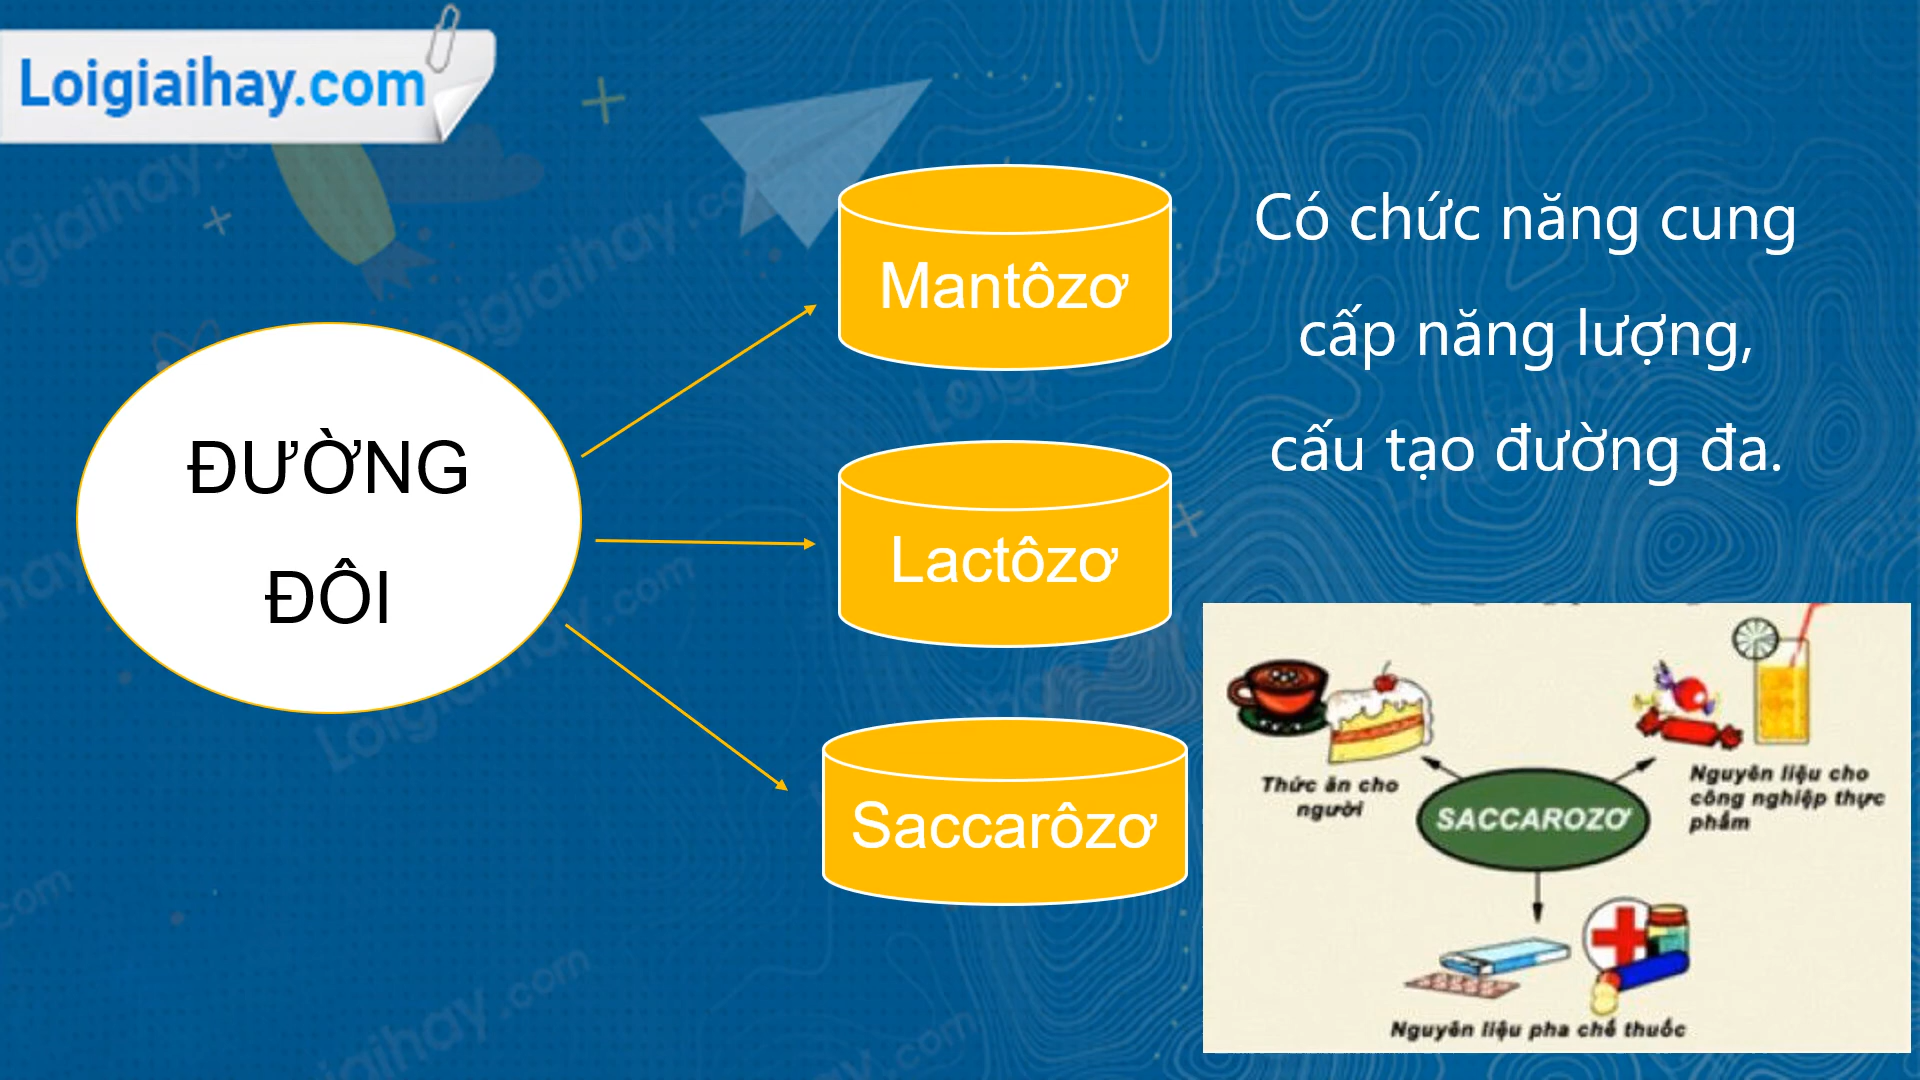 Loigiaihay.com
ĐƯỜNG
ĐÔI
Mantôzơ
Lactôzơ
Saccarôzơ
Có chức năng cung
cấp năng lượng,
cấu tạo đường đa.
Thức ăn cho
người
SACCAROZƠ
Nguyên liệu cho
công nghiệp thực
phẩm
Nguyên liệu pha chế thuốc